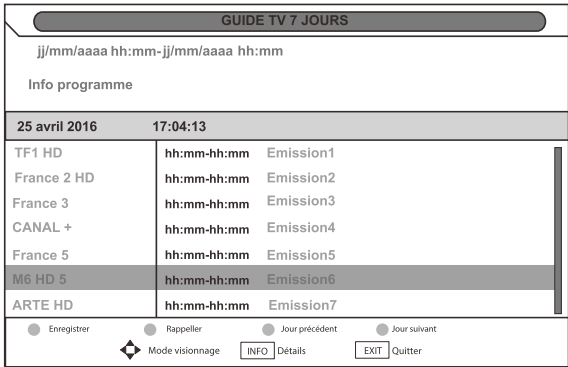 GUIDE TV 7 JOURS
jj/mm/aaaa hh:mm-jj/mm/aaaa hh:mm
Info programme
25 avril 2016 17:04:13
TF1 HD hh:mm-hh:mm Emission1
France 2 HD hh:mm-hh:mm Emission2
France 3 hh:mm-hh:mm Emission3
CANAL + hh:mm-hh:mm Emission4
France 5 hh:mm-hh:mm Emission5
M6 HD 5 hh:mm-hh:mm Emission6
ARTE HD hh:mm-hh:mm Emission7
Enregistrer Rappeller Jour précédent Jour suivant
Mode visionnage INFO Détails EXIT Quitter